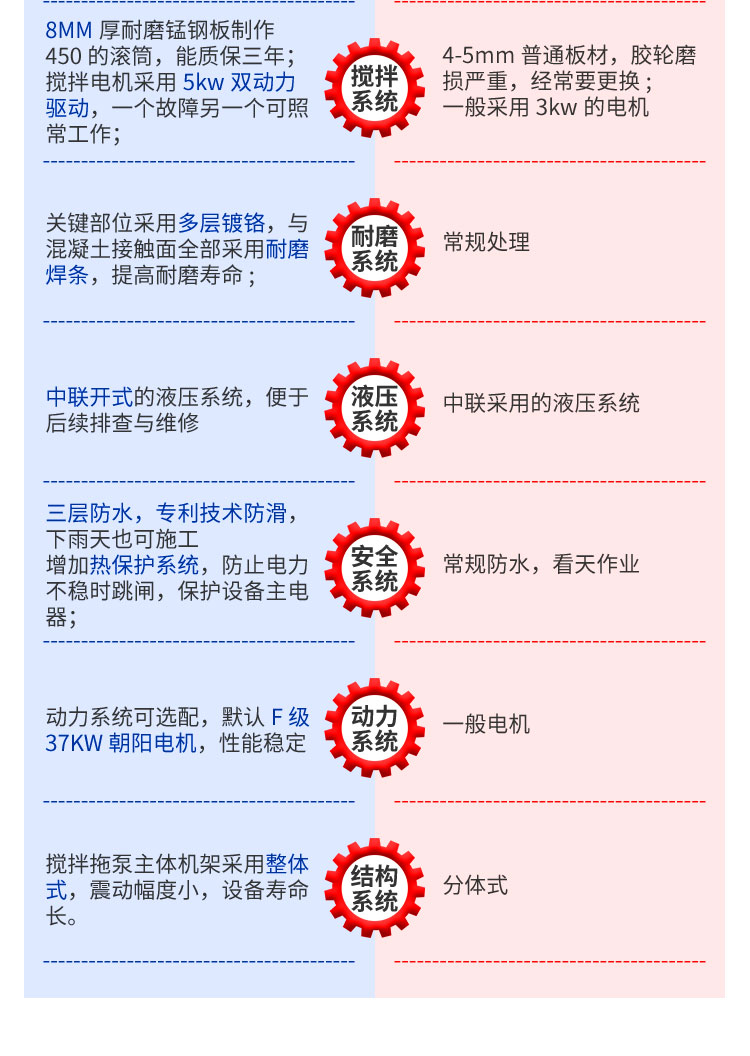 8MM 厚耐磨锰钢板制作
450 的滚筒，能质保三年；
搅拌电机采用 5kw 双动力
驱动，一个故障另一个可照
常工作；
搅拌
系统
4-5mm 普通板材，胶轮磨
损严重，经常要更换；
一般采用 3kw 的电机
关键部位采用多层镀铬，与
混凝土接触面全部采用耐磨
焊条，提高耐磨寿命；
耐磨
系统
常规处理
中联开式的液压系统，便于
后续排查与维修
液压
系统
中联采用的液压系统
三层防水，专利技术防滑，
下雨天也可施工
增加热保护系统，防止电力
不稳时跳闸，保护设备主电
器；
安全
系统
常规防水，看天作业
动力系统可选配，默认 F 级
37KW 朝阳电机，性能稳定
动力
系统
一般电机
搅拌拖泵主体机架采用整体
式，震动幅度小，设备寿命
长。
结构
系统
分体式